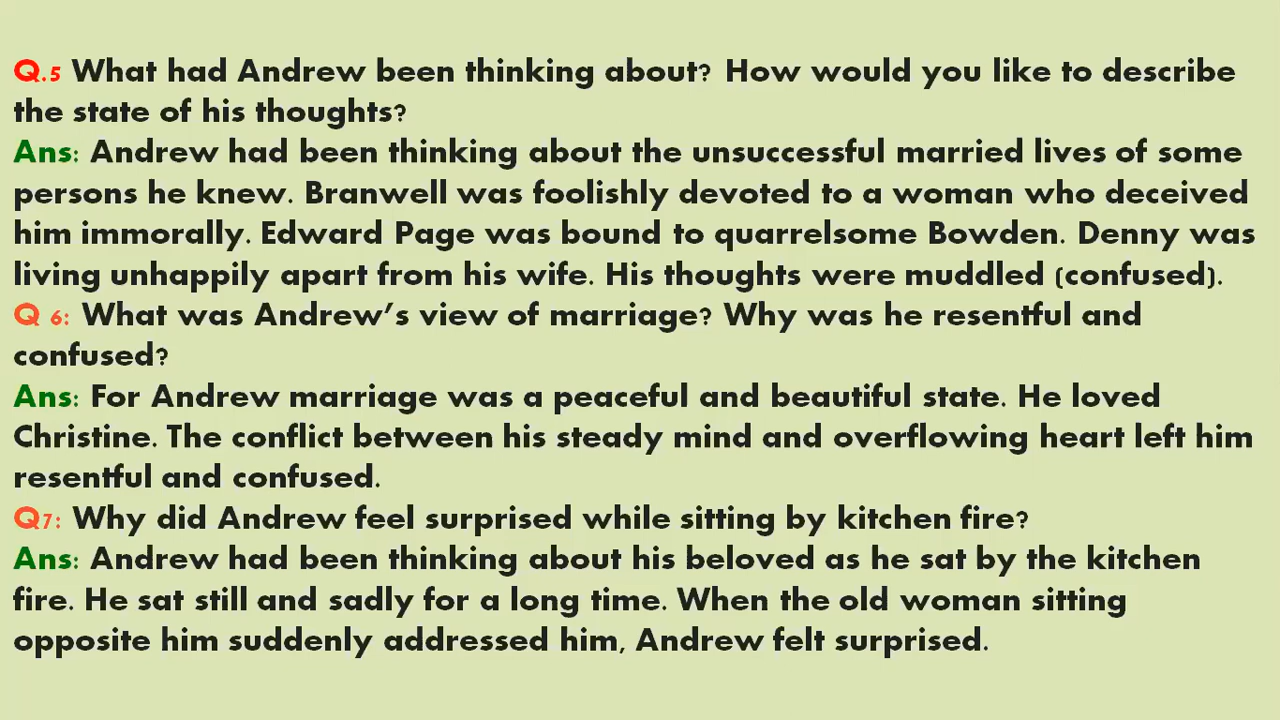 Q.5 What had Andrew been thinking about? How would you like to describe
the state of his thoughts?
Ans: Andrew had been thinking about the unsuccessful married lives of some
persons he knew. Branwell was foolishly devoted to a woman who deceived
him immorally. Edward Page was bound to quarrelsome Bowden. Denny was
living unhappily apart from his wife. His thoughts were muddled (confused).
Q 6: What was Andrew’s view of marriage? Why was he resentful and
confused?
Ans: For Andrew marriage was a peaceful and beautiful state. He loved
Christine. The conflict between his steady mind and overflowing heart left him
resentful and confused.
Q7: Why did Andrew feel surprised while sitting by kitchen fire?
Ans: Andrew had been thinking about his beloved as he sat by the kitchen
fire. He sat still and sadly for a long time. When the old woman sitting
opposite him suddenly addressed him, Andrew felt surprised.